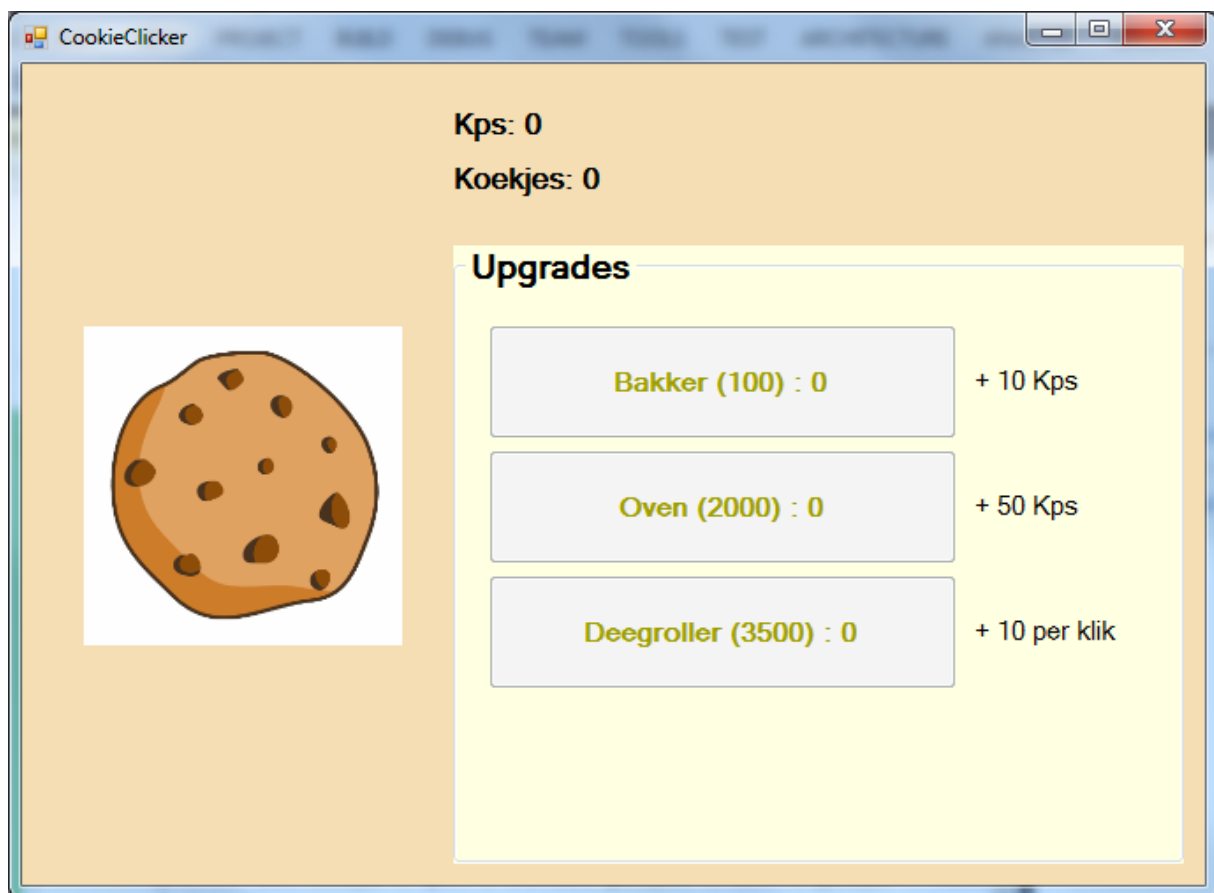 CookieClicker
Kps: 0
Koekjes: 0
Upgrades
Bakker (100) : 0
+ 10 Kps
Oven (2000) : 0
+ 50 Kps
Deegroller (3500) : 0
+ 10 per klik